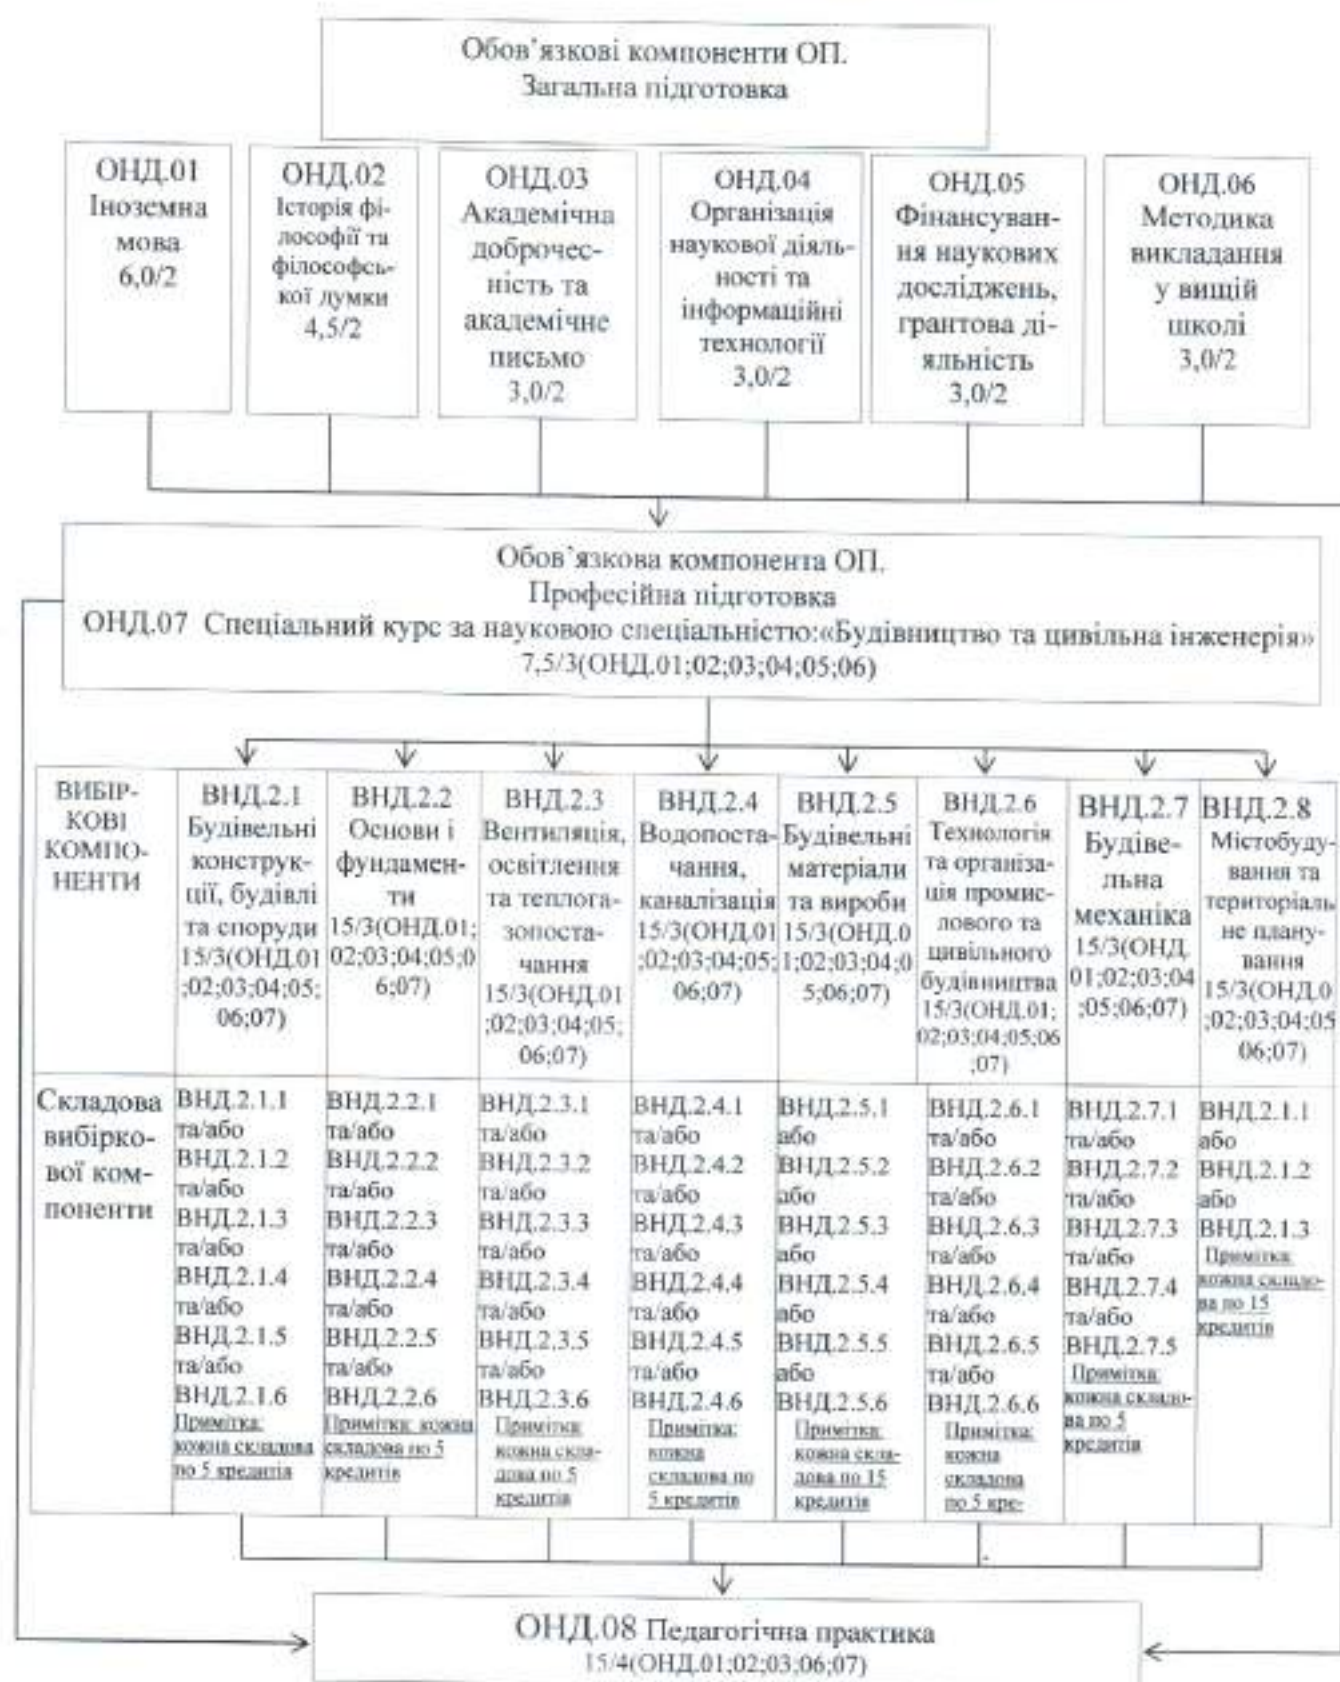 Обов’язкові компоненти ОП.
Загальна підготовка
ОНД.01
Іноземна
мова
6,0/2
ОНД.02
Історія фі-
лософії та
філософсь-
кої думки
4,5/2
ОНД.03
Академічна
доброчес-
ність та
академічне
письмо
3,0/2
ОНД.04
Організація
наукової діяль-
ності та
інформаційні
технології
3,0/2
ОНД.05
Фінансуван-
ня наукових
досліджень,
грантова ді-
яльність
3,0/2
ОНД.06
Методика
викладання
у вищій
школі
3,0/2
Обов’язкова компонента ОП.
Професійна підготовка
ОНД.07 Спеціальний курс за науковою спеціальністю:«Будівництво та цивільна інженерія»
7,5/3(ОНД.01;02;03;04;05;06)
ВИБІР-
КОВІ
КОМПО-
НЕНТИ
ВНД.2.1
Будівельні
конструк-
ції, будівлі
та споруди
15/3(ОНД.01
;02;03;04;05;
06;07)
ВНД.2.2
Основи і
фундамен-
ти
15/3(ОНД.01;
02;03;04;05;0
6;07)
ВНД.2.3
Вентиляція,
освітлення
та теплога-
зопоста-
чання
15/3(ОНД.01
;02;03;04;05;
06;07)
ВНД.2.4
Водопоста-
чання,
каналізація
15/3(ОНД.01
;02;03;04;05;
06;07)
ВНД.2.5
Будівельні
матеріали
та вироби
15/3(ОНД.0
1;02;03;04;0
5;06;07)
ВНД.2.6
Технологія
та організа-
ція промис-
лового та
цивільного
будівництва
15/3(ОНД.01;
02;03;04;05;06
;07)
ВНД.2.7
Будіве-
льна
механіка
15/3(ОНД.
01;02;03;04
;05;06;07)
ВНД.2.8
Містобуду-
вання та
територіаль
не плану-
вання
15/3(ОНД.0
;02;03;04;05
06;07)
Складова
вибірко-
вої ком-
поненти
ВНД.2.1.1
та/або
ВНД.2.1.2
та/або
ВНД.2.1.3
та/або
ВНД.2.1.4
та/або
ВНД.2.1.5
та/або
ВНД.2.1.6
Примітка:
кожна складова
по 5 кредитів
ВНД.2.2.1
та/або
ВНД.2.2.2
та/або
ВНД.2.2.3
та/або
ВНД.2.2.4
та/або
ВНД.2.2.5
та/або
ВНД.2.2.6
Примітка: кожна
складова по 5
кредитів
ВНД.2.3.1
та/або
ВНД.2.3.2
та/або
ВНД.2.3.3
та/або
ВНД.2.3.4
та/або
ВНД.2.3.5
та/або
ВНД.2.3.6
Примітка:
кожна скла-
дова по 5
кредитів
ВНД.2.4.1
та/або
ВНД.2.4.2
та/або
ВНД.2.4.3
та/або
ВНД.2.4.4
та/або
ВНД.2.4.5
та/або
ВНД.2.4.6
Примітка:
кожна
складова по
5 кредитів
ВНД.2.5.1
або
ВНД.2.5.2
або
ВНД.2.5.3
або
ВНД.2.5.4
або
ВНД.2.5.5
або
ВНД.2.5.6
Примітка:
кожна скла-
дова по 15
кредитів
ВНД.2.6.1
та/або
ВНД.2.6.2
та/або
ВНД.2.6.3
та/або
ВНД.2.6.4
та/або
ВНД.2.6.5
та/або
ВНД.2.6.6
Примітка:
кожна
складова
по 5 кре-
ВНД.2.7.1
та/або
ВНД.2.7.2
та/або
ВНД.2.7.3
та/або
ВНД.2.7.4
та/або
ВНД.2.7.5
Примітка:
кожна складо-
ва по 5
кредитів
ВНД.2.1.1
або
ВНД.2.1.2
або
ВНД.2.1.3
Примітка:
кожна складо-
ва по 15
кредитів
ОНД.08 Педагогічна практика
15/4(ОНД.01;02;03;06;07)